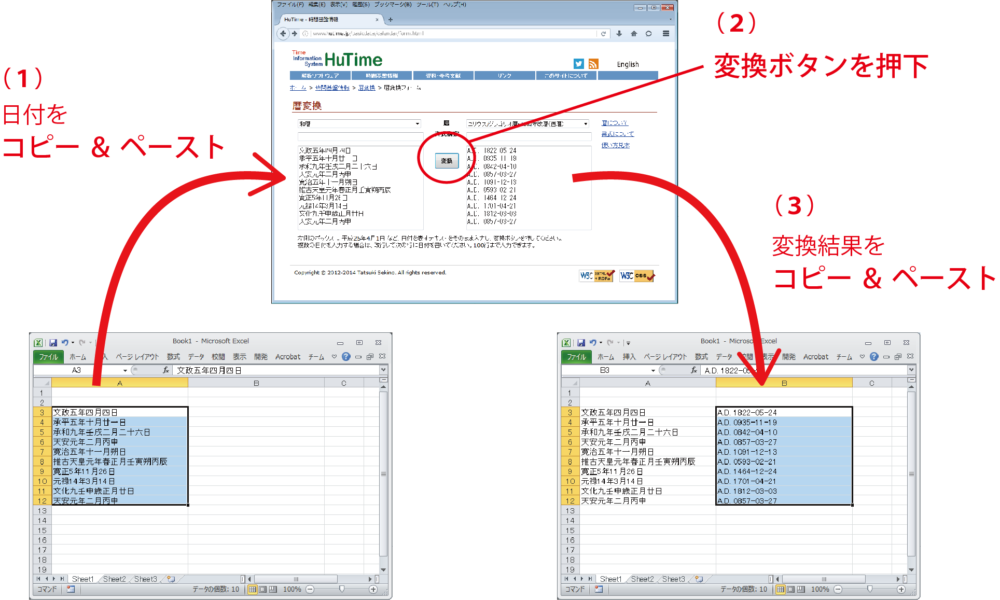 （１）
日付を
コピー ＆ ペースト
ファイル(F) 編集(E) 表示(V) 履歴(S) ブックマーク(B) ツール(T) ヘルプ(H)
HuTime - 時間基盤情報
www.hutime.jp/basicdata/calendar/form.html
Time
Information
System HuTime
English
解析ソフトウェア 時間基盤情報 資料・参考文献 リンク このサイトについて
ホーム > 時間基盤情報 > 暦変換 > 暦変換フォーム
暦変換
和暦 暦 ユリウス/グレゴリオ暦・1582年改暦(西暦) 暦について
書式指定 書式について
使い方見本
変換
文政五年四月四日
承平五年十月廿一日
承和九年壬戌二月二十六日
天安元年二月丙申
寛治五年十一月朔日
推古天皇元年春正月壬寅朔丙辰
寛正5年11月26日
元禄14年3月14日
文化九壬申歳正月廿日
天安元年二月丙申
A.D. 1822-05-24
A.D. 0935-11-19
A.D. 0842-04-10
A.D. 0857-03-27
A.D. 1091-12-13
A.D. 0593-02-21
A.D. 1464-12-24
A.D. 1701-04-21
A.D. 1812-03-03
A.D. 0857-03-27
左側のボックスに平成25年4月1日など、日付を表すテキストをそのまま入力し、変換ボタンを押してください。
複数の日付を入力する場合は、改行して次の行に日付を書いてください。100行まで入力できます。
Copyright © 2012-2014 Tatsuki Sekino. All rights reserved.
W3C XHTML + RDFa W3C CSS
（２）
変換ボタンを押下
（３）
変換結果を
コピー ＆ ペースト
Book1 - Microsoft Excel
ファイル ホーム 入 ページ レイアウト 数式 データ 校閲 表示 開発 Acrobat チーム
A3 fx 文政五年四月四日
A B C
1
2
3 文政五年四月四日
4 承平五年十月廿一日
5 承和九年壬戌二月二十六日
6 天安元年二月丙申
7 寛治五年十一月朔日
8 推古天皇元年春正月壬寅朔丙辰
9 寛正5年11月26日
10 元禄14年3月14日
11 文化九壬申歳正月廿日
12 天安元年二月丙申
13
14
15
16
17
18
19
Sheet1 Sheet2 Sheet3
コマンド データの個数: 10 100%
Book1 - Microsoft Excel
ファイル ホーム 挿入 ページ レイアウト 数式 データ 校閲 表示 開発 Acrobat チーム
B3 fx A.D. 1822-05-24
A B C
1
2
3 文政五年四月四日 A.D. 1822-05-24
4 承平五年十月廿一日 A.D. 0935-11-19
5 承和九年壬戌二月二十六日 A.D. 0842-04-10
6 天安元年二月丙申 A.D. 0857-03-27
7 寛治五年十一月朔日 A.D. 1091-12-13
8 推古天皇元年春正月壬寅朔丙辰 A.D. 0593-02-21
9 寛正5年11月26日 A.D. 1464-12-24
10 元禄14年3月14日 A.D. 1701-04-21
11 文化九壬申歳正月廿日 A.D. 1812-03-03
12 天安元年二月丙申 A.D. 0857-03-27
13
14
15
16
17
18
19
Sheet1 Sheet2 Sheet3
コマンド データの個数: 10 100%